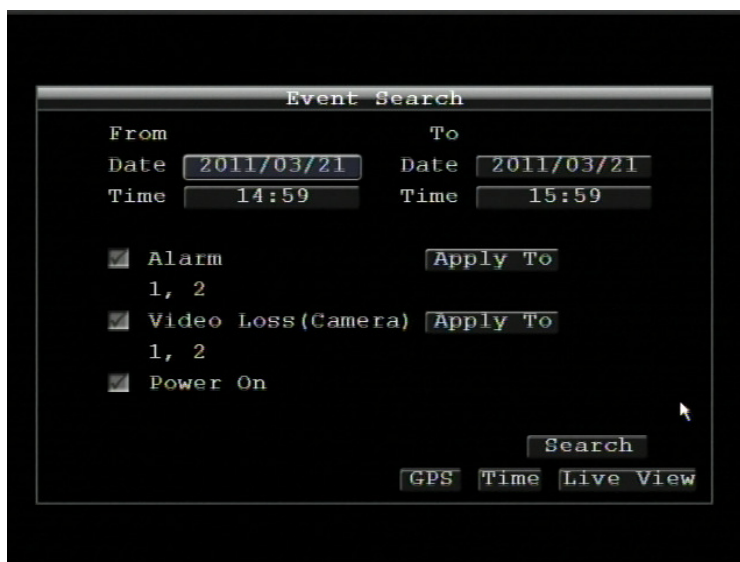 Event Search
From To
Date 2011/03/21 Date 2011/03/21
Time 14:59 Time 15:59
Alarm Apply To
1, 2
Video Loss(Camera) Apply To
1, 2
Power On
Search
GPS Time Live View